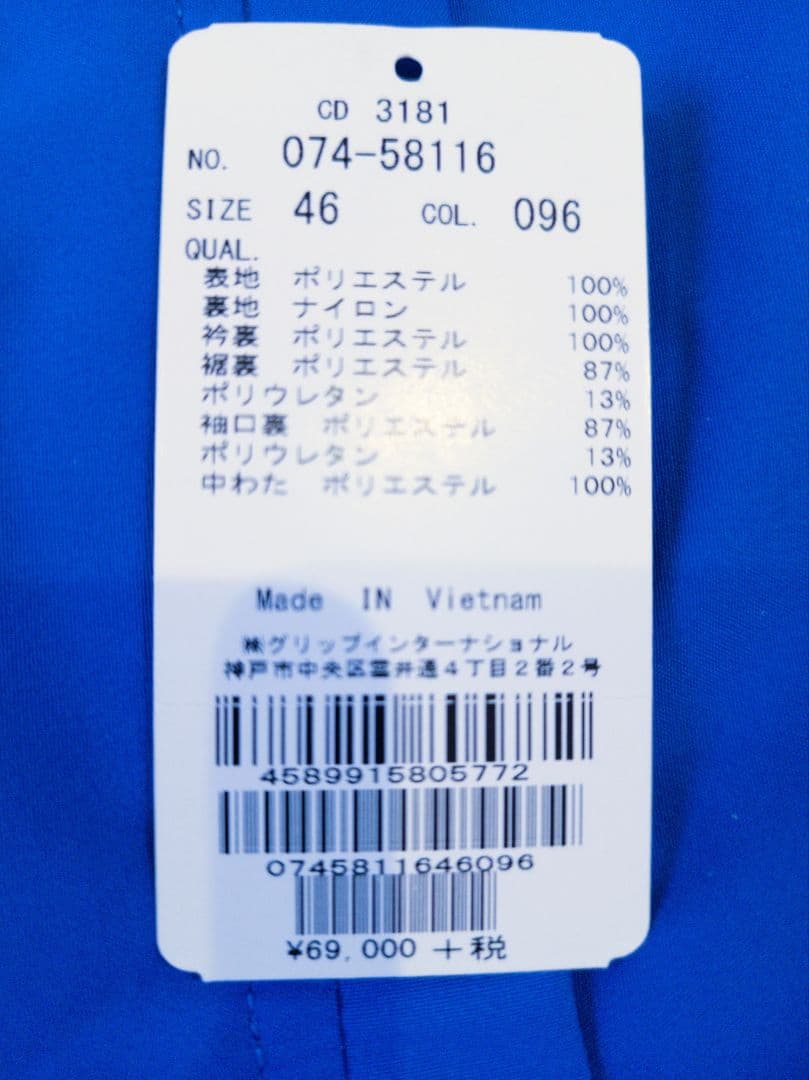 CD 3181
NO. 074-58116
SIZE 46 COL. 096
QUAL.
表地 ポリエステル 100%
裏地 ナイロン 100%
衿裏 ポリエステル 100%
裾裏 ポリエステル 87%
ポリウレタン 13%
袖口裏 ポリエステル 87%
ポリウレタン 13%
中わた ポリエステル 100%
Made IN Vietnam
㈱グリップインターナショナル
神戸市中央区雲井通4丁目2番2号
4589915805772
0745811646096
¥69,000 +税